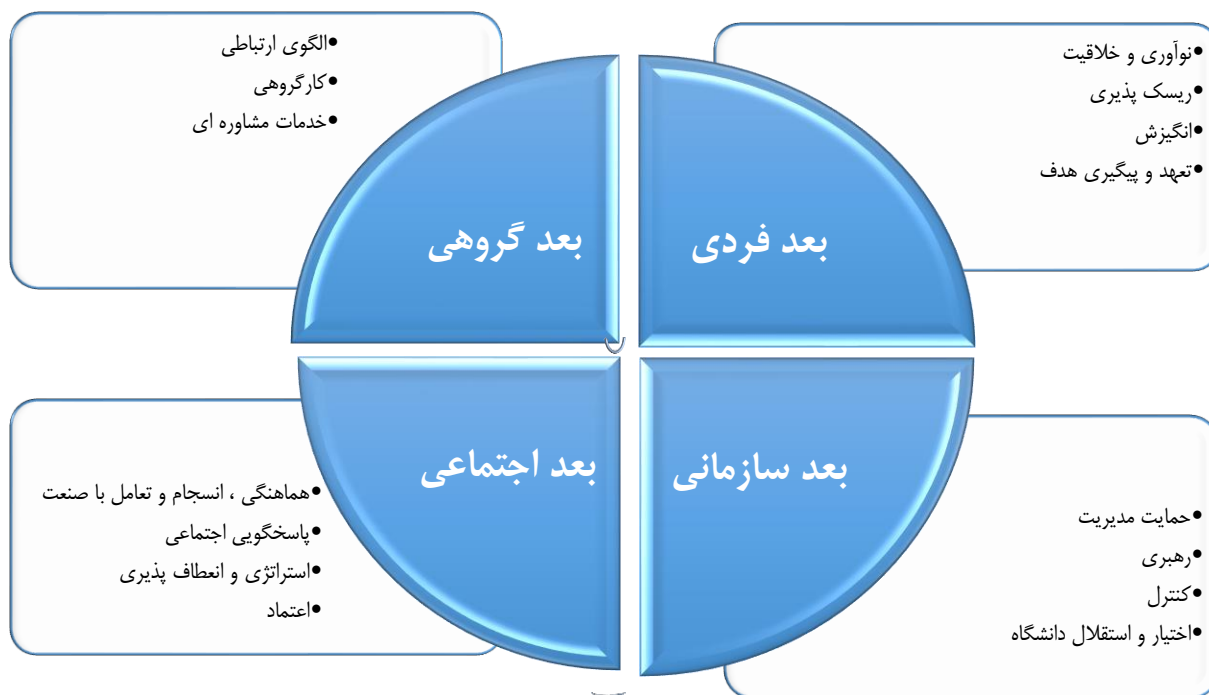 •نوآوری و خلاقیت
•ریسک پذیری
•انگیزش
•تعهد و پیگیری هدف
•الگوی ارتباطی
•کارگروهی
•خدمات مشاوره ای
بعد فردی
بعد گروهی
بعد سازمانی
بعد اجتماعی
•حمایت مدیریت
•رهبری
•کنترل
•اختیار و استقلال دانشگاه
•هماهنگی ، انسجام و تعامل با صنعت
•پاسخگویی اجتماعی
•استراتژی و انعطاف پذیری
•اعتماد